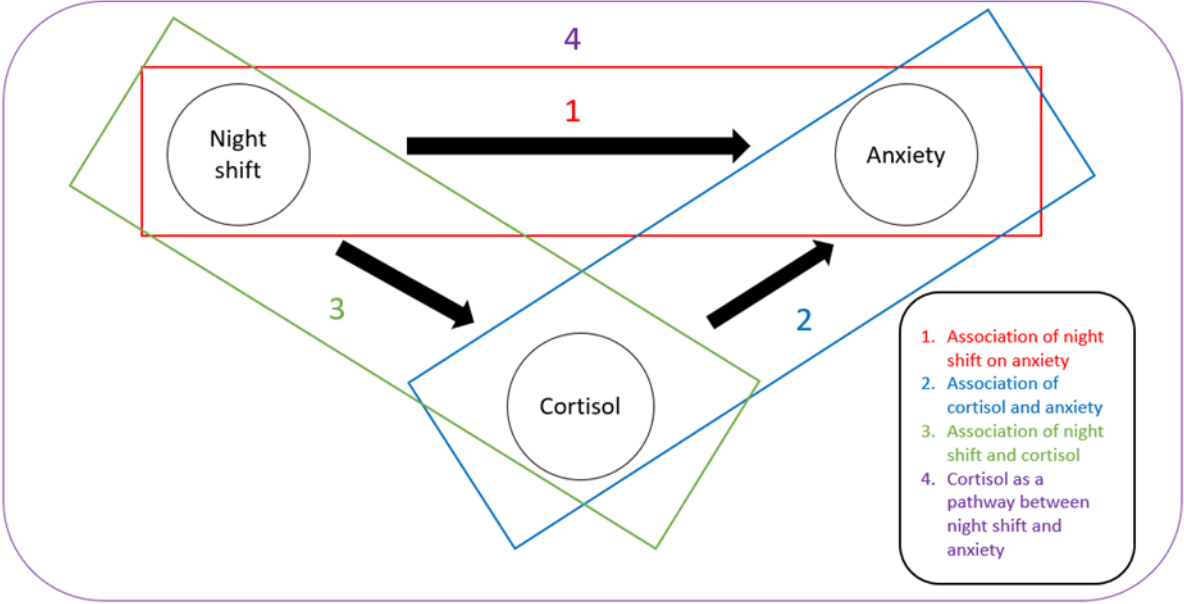 4
1
Night
shift
Anxiety
3
2
Cortisol
1. Association of night
shift on anxiety
2. Association of
cortisol and anxiety
3. Association of night
shift and cortisol
4. Cortisol as a
pathway between
night shift and
anxiety